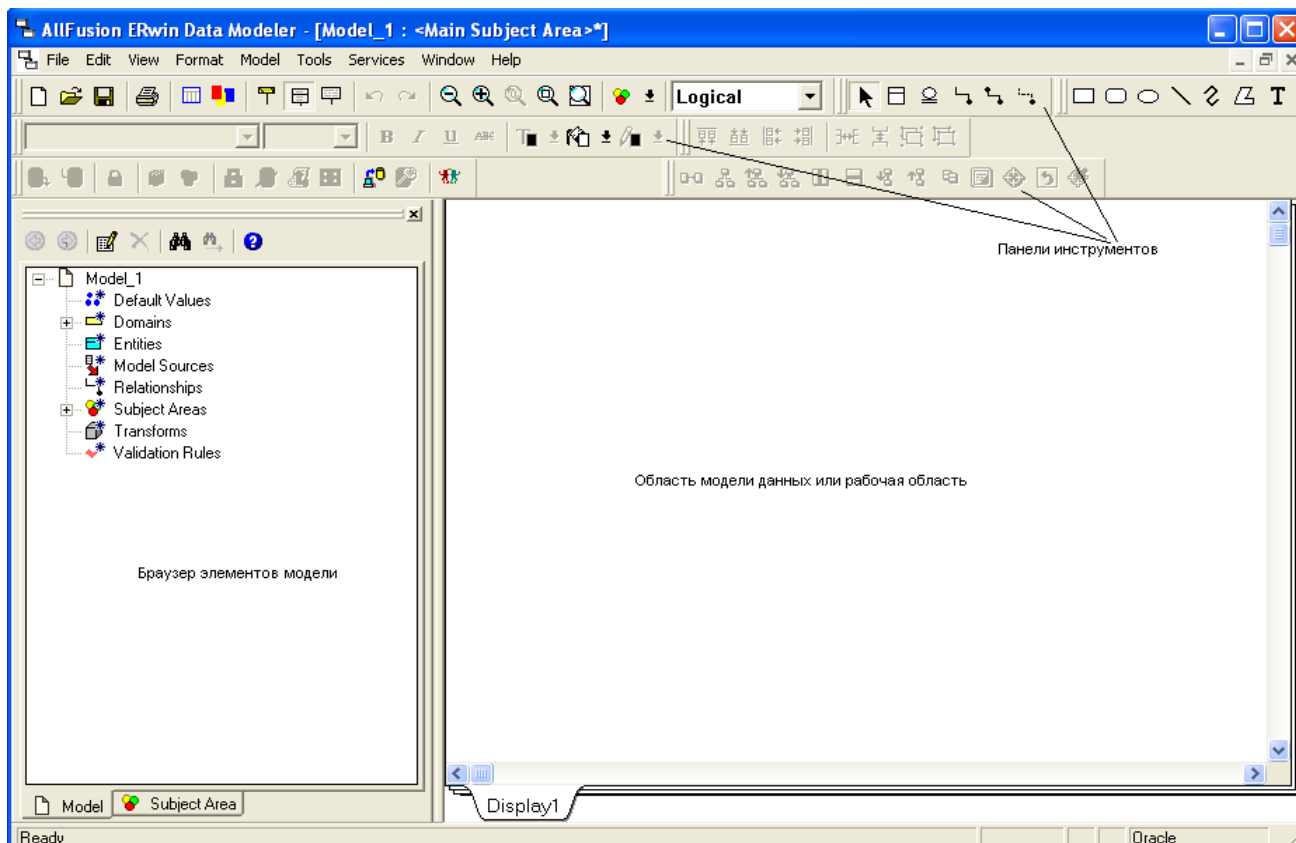 AllFusion ERwin Data Modeler - [Model_1 : <Main Subject Area>*]
File Edit View Format Model Tools Services Window Help
Logical T
B I U ABC T
Панели инструментов
Model_1
Default Values
Domains
Entities
Model Sources
Relationships
Subject Areas
Transforms
Validation Rules
Область модели данных или рабочая область
Браузер элементов модели
Model Subject Area
Display1
Ready Oracle